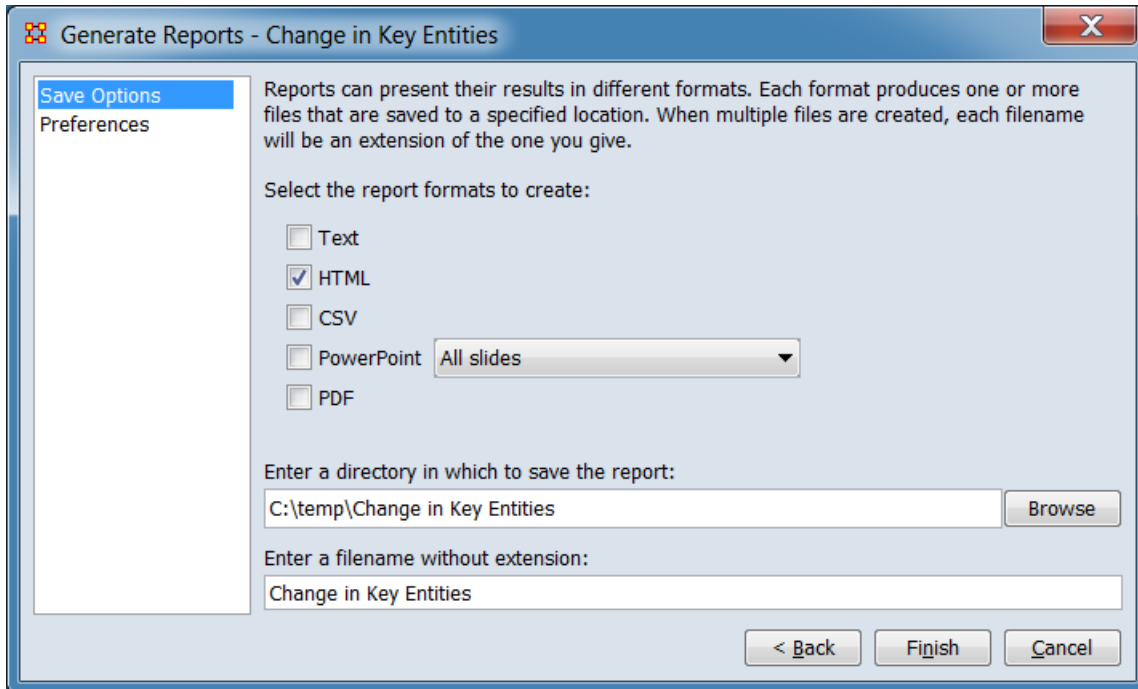 Generate Reports - Change in Key Entities
Save Options
Preferences
Reports can present their results in different formats. Each format produces one or more
files that are saved to a specified location. When multiple files are created, each filename
will be an extension of the one you give.
Select the report formats to create:
Text
HTML
CSV
PowerPoint All slides
PDF
Enter a directory in which to save the report:
C:\temp\Change in Key Entities Browse
Enter a filename without extension:
Change in Key Entities
< Back Finish Cancel